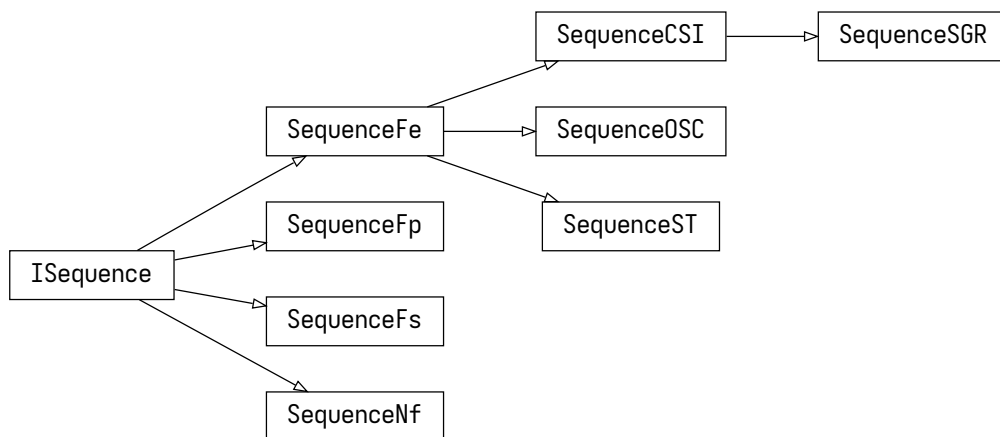 SequenceCSI
SequenceSGR
SequenceFe
SequenceOSC
SequenceFp
SequenceST
ISequence
SequenceFs
SequenceNf